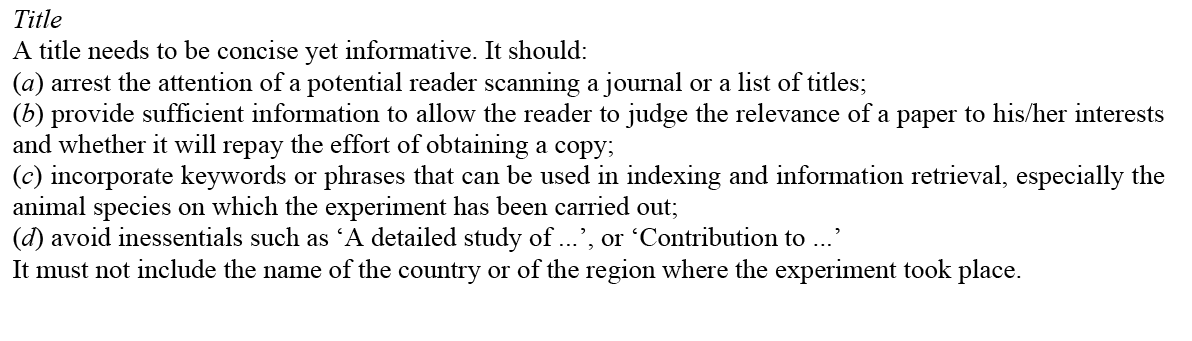 Title
A title needs to be concise yet informative. It should:
(a) arrest the attention of a potential reader scanning a journal or a list of titles;
(b) provide sufficient information to allow the reader to judge the relevance of a paper to his/her interests
and whether it will repay the effort of obtaining a copy;
(c) incorporate keywords or phrases that can be used in indexing and information retrieval, especially the
animal species on which the experiment has been carried out;
(d) avoid inessentials such as ‘A detailed study of ...’, or ‘Contribution to ...’
It must not include the name of the country or of the region where the experiment took place.